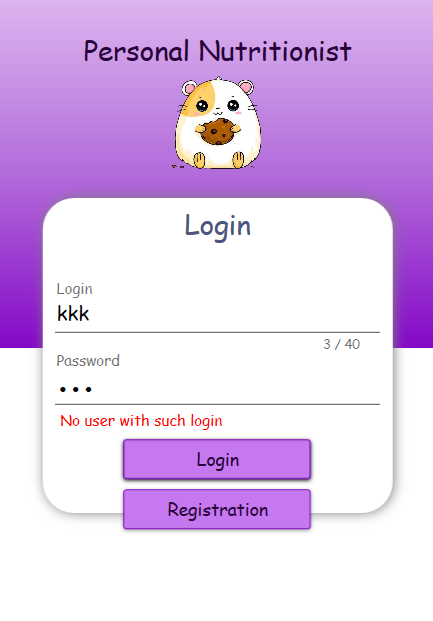 Personal Nutritionist
Login
Login
kkk
3 / 40
Password
•••
No user with such login
Login
Registration